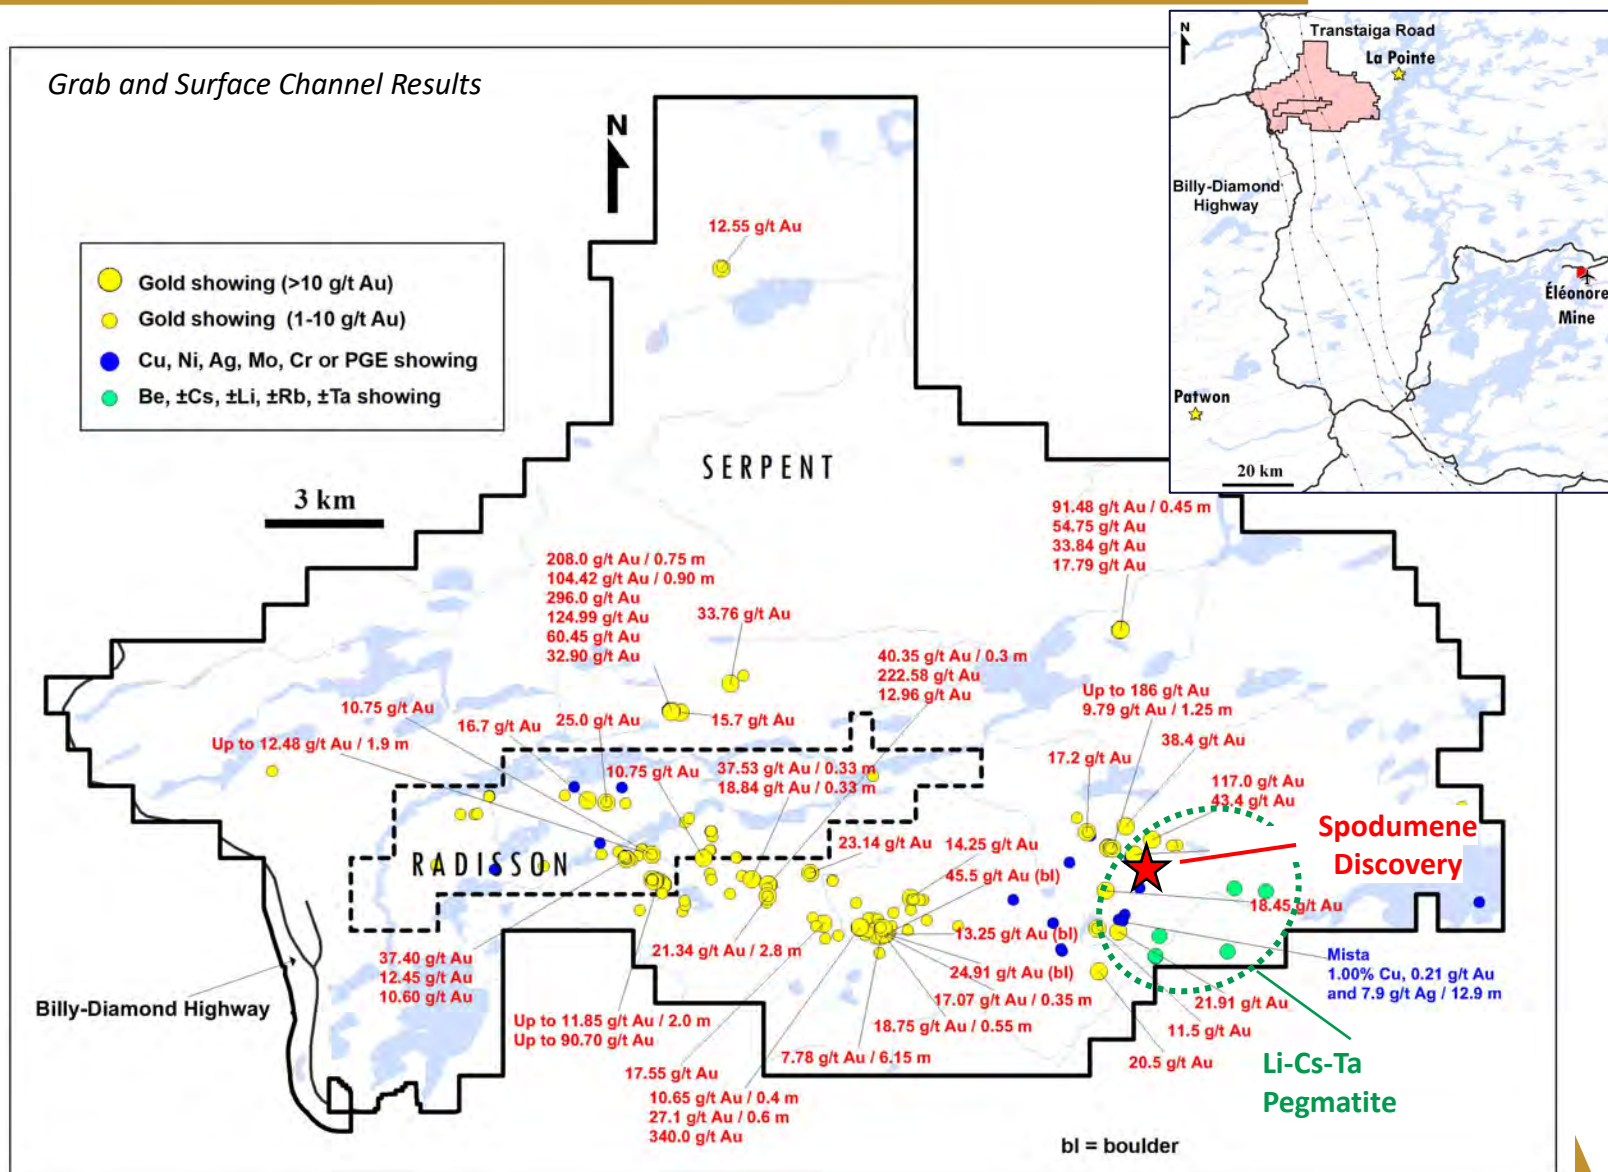 Grab and Surface Channel Results
N
Transtaiga Road
La Pointe
Billy-Diamond
Highway
Éléonore
Mine
Patwon
20 km
N
Gold showing (>10 g/t Au)
Gold showing (1-10 g/t Au)
Cu, Ni, Ag, Mo, Cr or PGE showing
Be, ±Cs, ±Li, ±Rb, ±Ta showing
12.55 g/t Au
SERPENT
3 km
91.48 g/t Au / 0.45 m
54.75 g/t Au
33.84 g/t Au
17.79 g/t Au
208.0 g/t Au / 0.75 m
104.42 g/t Au / 0.90 m
296.0 g/t Au
124.99 g/t Au
60.45 g/t Au
32.90 g/t Au
33.76 g/t Au
40.35 g/t Au / 0.3 m
222.58 g/t Au
12.96 g/t Au
Up to 186 g/t Au
9.79 g/t Au / 1.25 m
10.75 g/t Au
16.7 g/t Au
25.0 g/t Au
15.7 g/t Au
38.4 g/t Au
Up to 12.48 g/t Au / 1.9 m
17.2 g/t Au
10.75 g/t Au
37.53 g/t Au / 0.33 m
18.84 g/t Au / 0.33 m
117.0 g/t Au
43.4 g/t Au
Spodumene
Discovery
RADISSON
23.14 g/t Au
14.25 g/t Au
45.5 g/t Au (bl)
18.45 g/t Au
13.25 g/t Au (bl)
21.34 g/t Au / 2.8 m
37.40 g/t Au
12.45 g/t Au
10.60 g/t Au
24.91 g/t Au (bl)
Mista
1.00% Cu, 0.21 g/t Au
and 7.9 g/t Ag / 12.9 m
Billy-Diamond Highway
17.07 g/t Au / 0.35 m
21.91 g/t Au
Up to 11.85 g/t Au / 2.0 m
Up to 90.70 g/t Au
18.75 g/t Au / 0.55 m
11.5 g/t Au
7.78 g/t Au / 6.15 m
20.5 g/t Au
17.55 g/t Au
Li-Cs-Ta
Pegmatite
10.65 g/t Au / 0.4 m
27.1 g/t Au / 0.6 m
340.0 g/t Au
bl = boulder